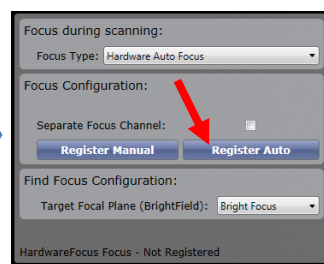 Focus during scanning:
Focus Type: Hardware Auto Focus
Focus Configuration:
Separate Focus Channel:
Register Manual Register Auto
Find Focus Configuration:
Target Focal Plane (BrightField): Bright Focus
HardwareFocus Focus - Not Registered